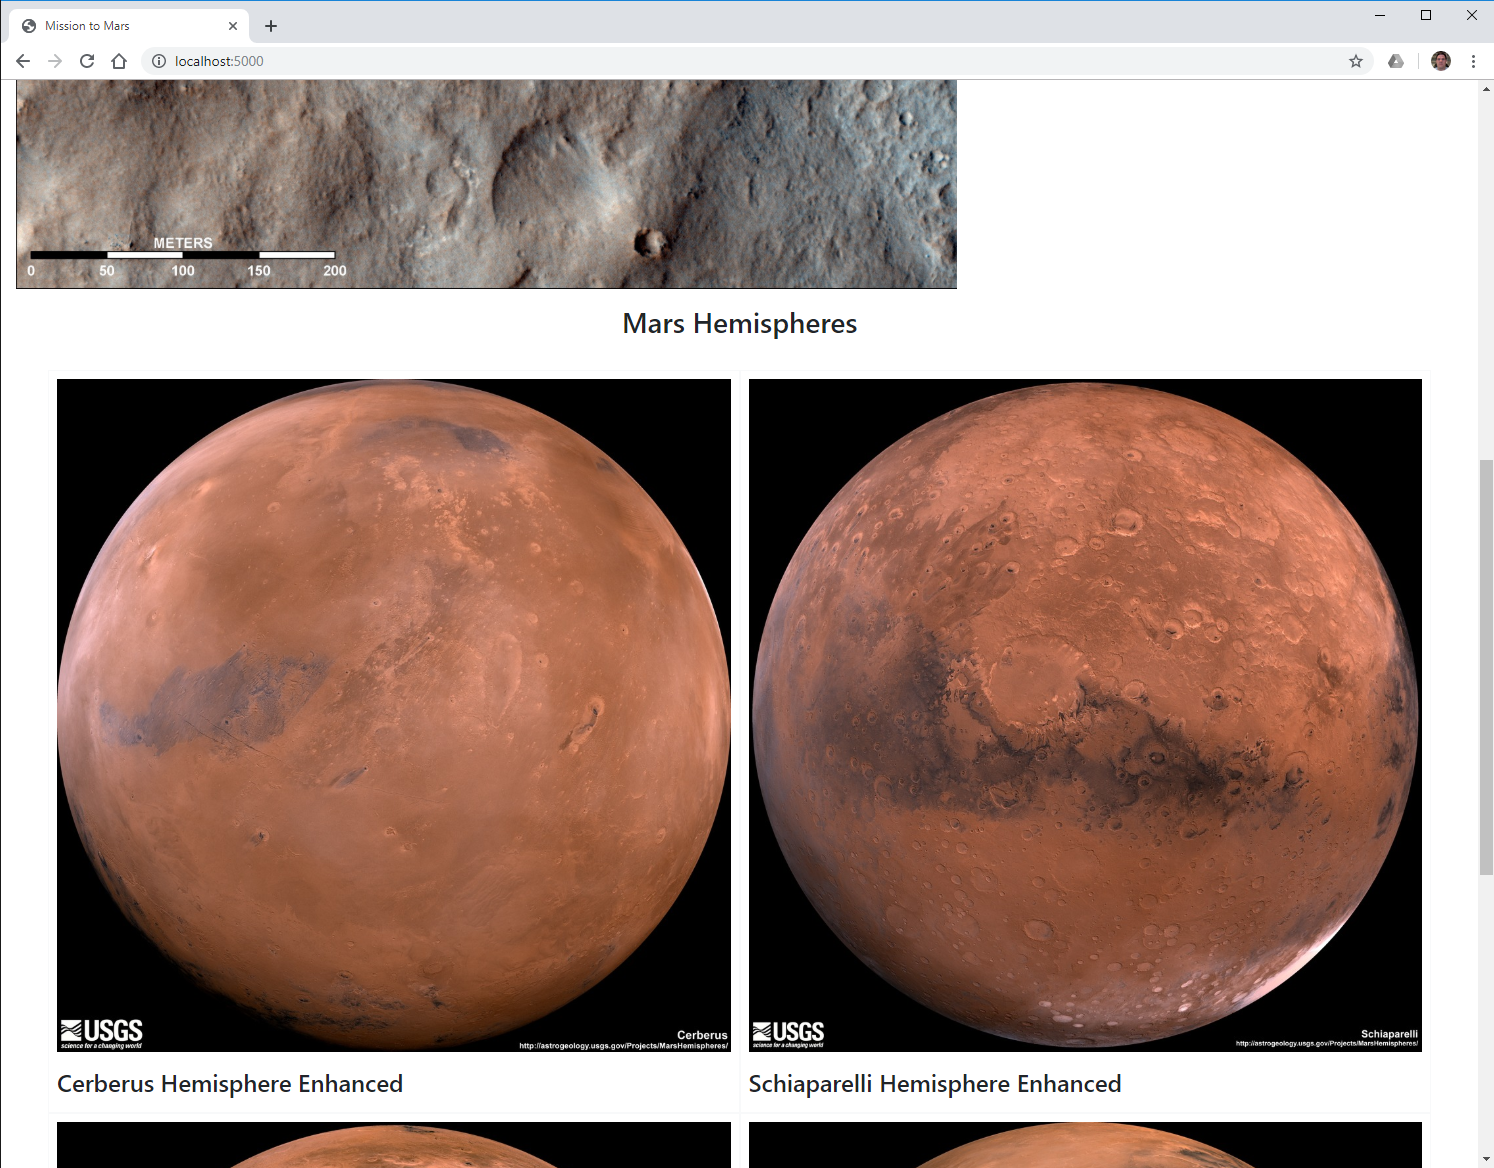 Mission to Mars
localhost:5000
METERS
0 50 100 150 200
Mars Hemispheres
USGS
science for a changing world
Cerberus
http://astrogeology.usgs.gov/Projects/MarsHemispheres/
USGS
science for a changing world
Schiaparelli
http://astrogeology.usgs.gov/Projects/MarsHemispheres/
Cerberus Hemisphere Enhanced
Schiaparelli Hemisphere Enhanced